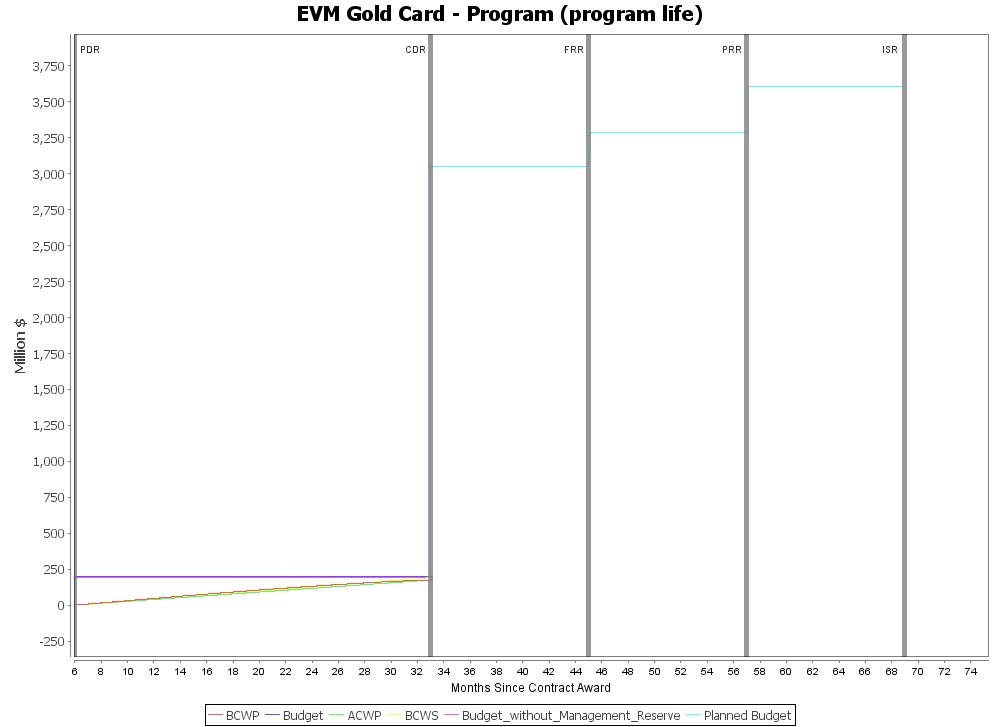 EVM Gold Card - Program (program life)
PDR CDR FRR PRR ISR
3,750
3,500
3,250
3,000
2,750
2,500
2,250
2,000
1,750
1,500
1,250
1,000
750
500
250
0
-250
Million $
6 8 10 12 14 16 18 20 22 24 26 28 30 32 34 36 38 40 42 44 46 48 50 52 54 56 58 60 62 64 66 68 70 72 74
Months Since Contract Award
BCWP Budget ACWP BCWS Budget_without_Management_Reserve Planned Budget